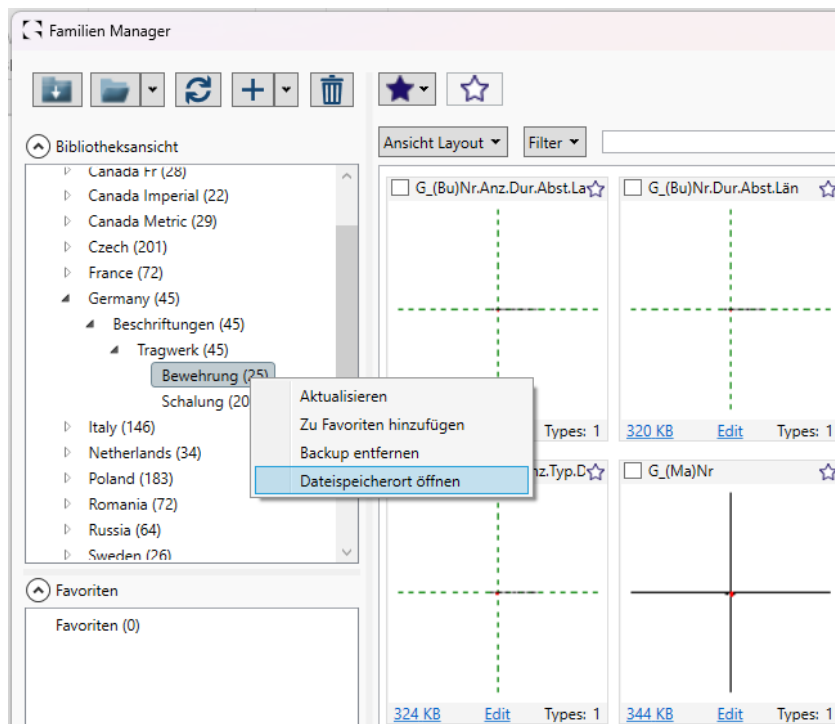 Familien Manager
Bibliotheksansicht
Canada Fr (28)
Canada Imperial (22)
Canada Metric (29)
Czech (201)
France (72)
Germany (45)
Beschriftungen (45)
Tragwerk (45)
Bewehrung (25)
Schalung (20
Italy (146)
Netherlands (34)
Poland (183)
Romania (72)
Russia (64)
Sweden (26)
Favoriten
Favoriten (0)
Aktualisieren
Zu Favoriten hinzufügen
Backup entfernen
Dateispeicherort öffnen
Ansicht Layout
Filter
G_(Bu)Nr.Anz.Dur.Abst.La
G_(Bu)Nr.Dur.Abst.Län
Types: 1
320 KB Edit Types: 1
nz.Typ.D
G_(Ma)Nr
324 KB Edit Types: 1
344 KB Edit Types: 1